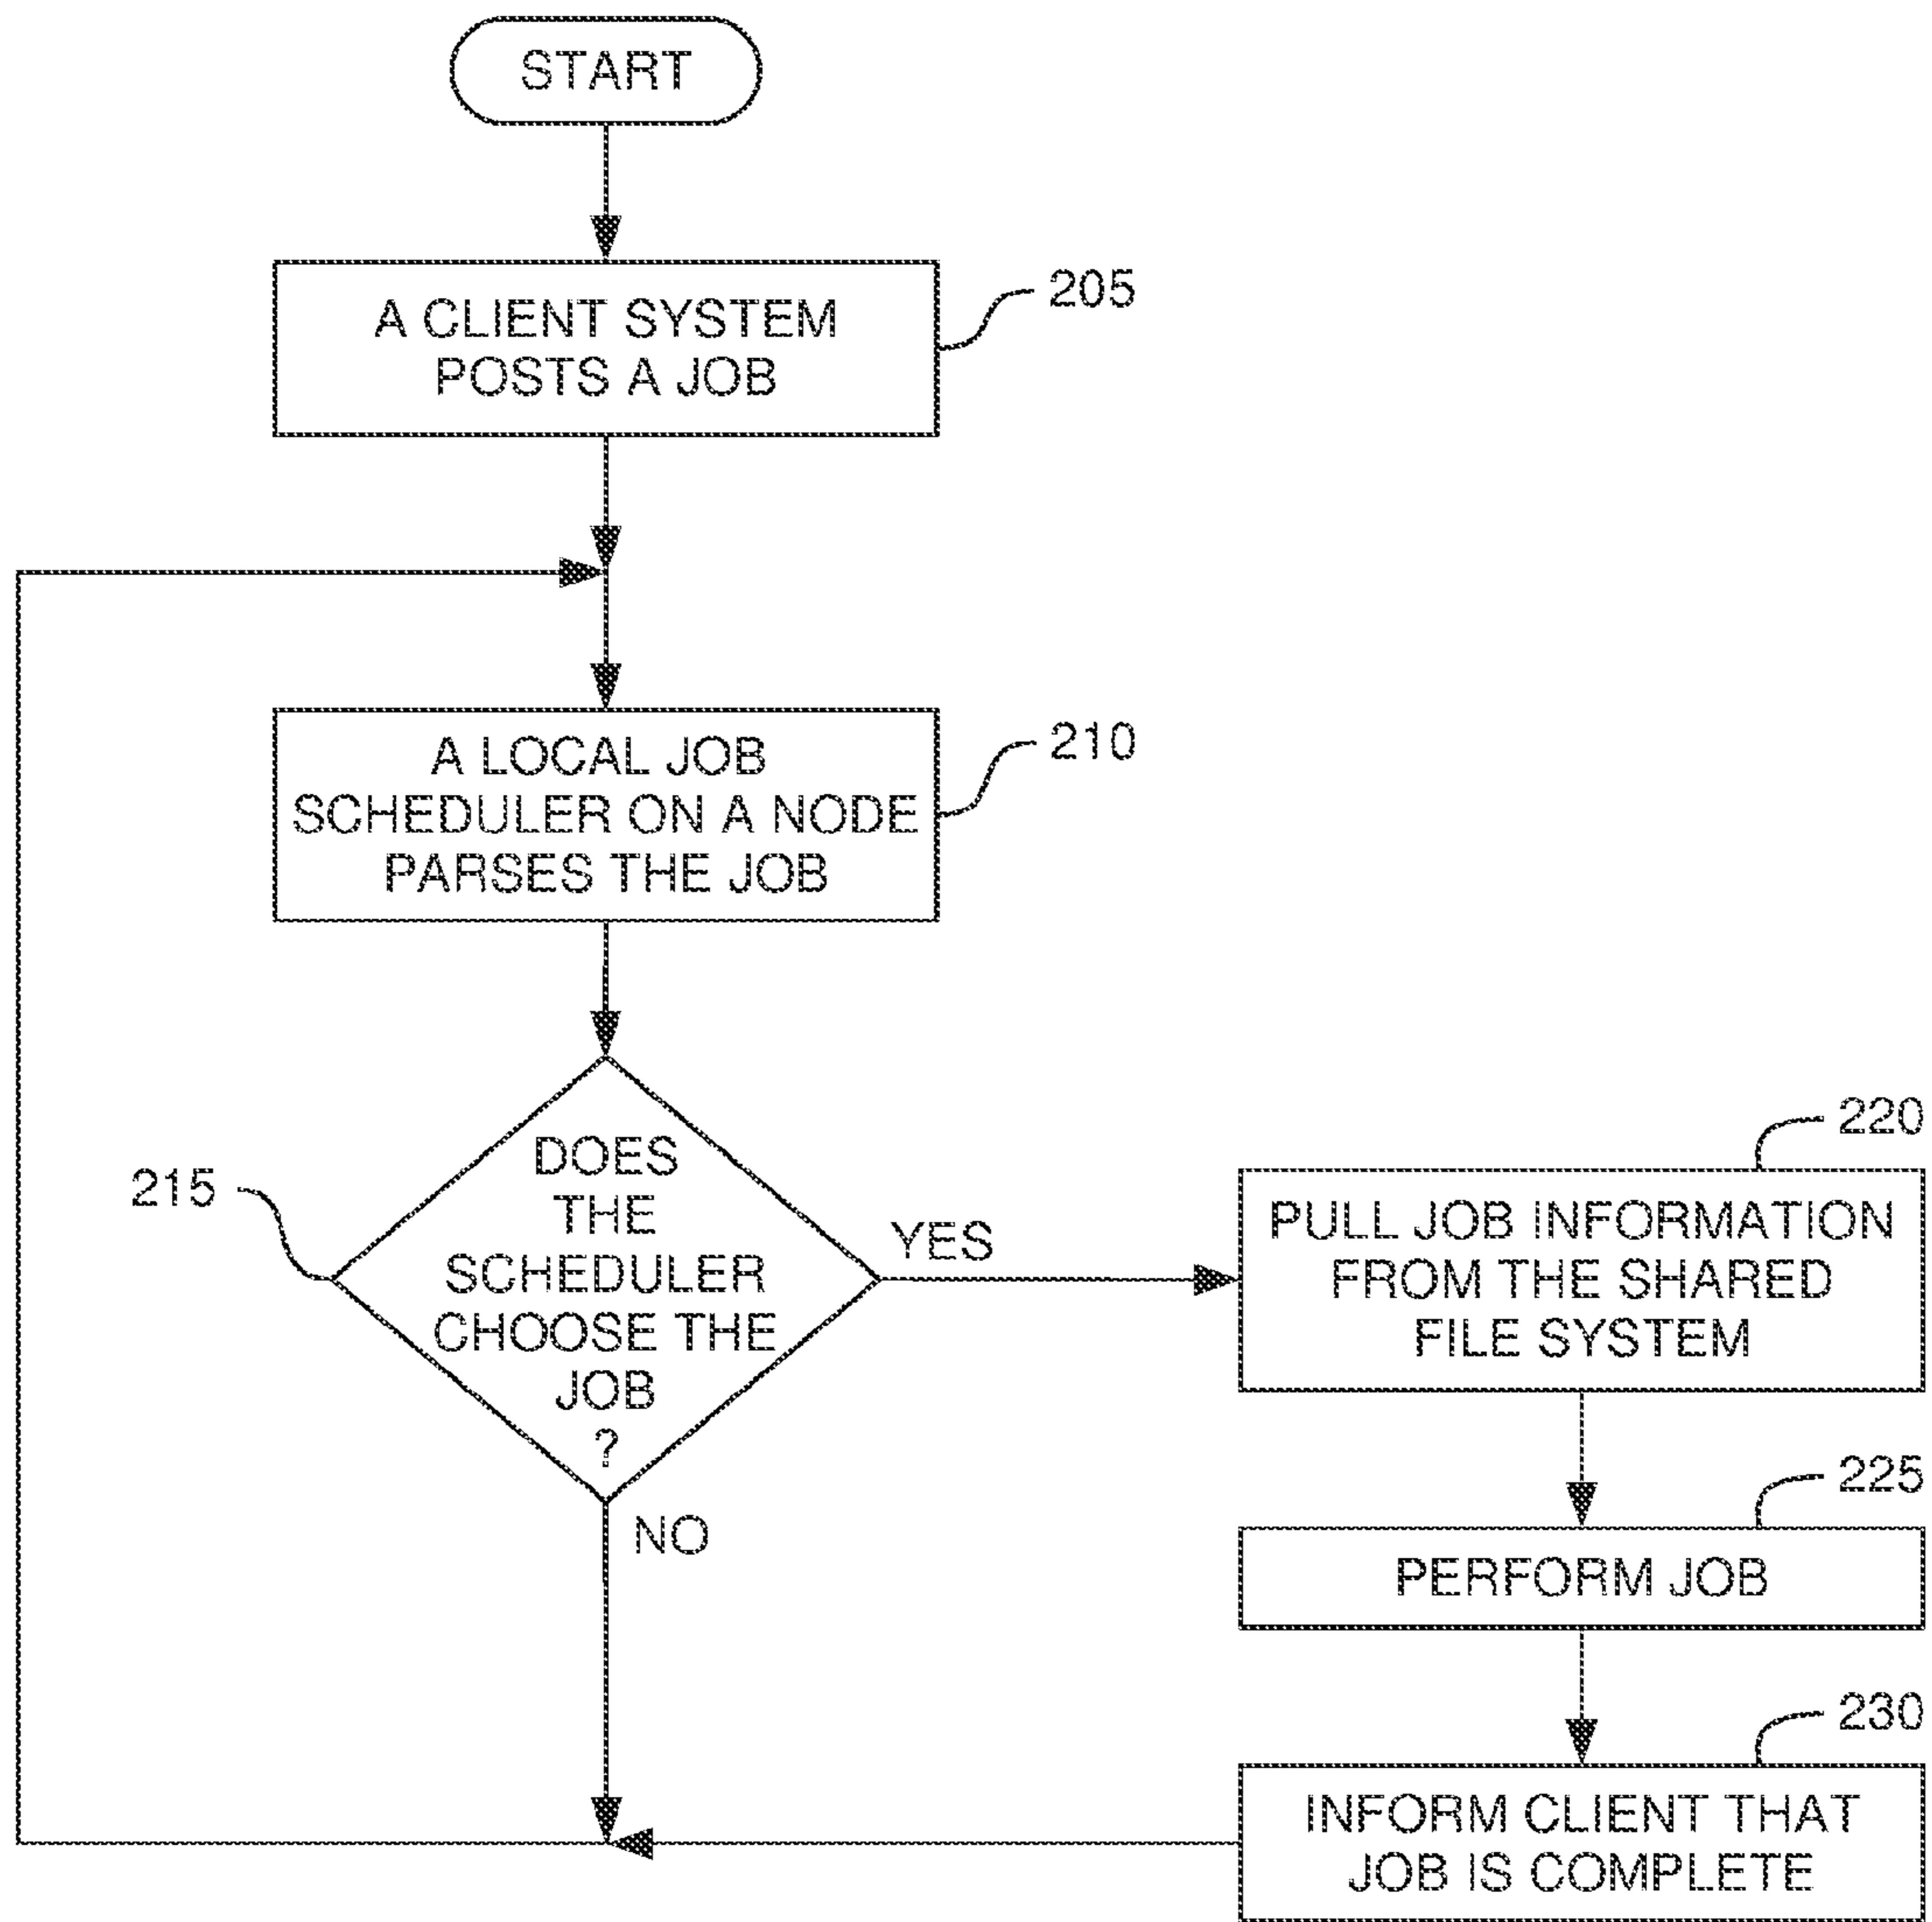 START
A CLIENT SYSTEM
POSTS A JOB
205
A LOCAL JOB
SCHEDULER ON A NODE
PARSES THE JOB
210
DOES
THE
SCHEDULER
CHOOSE THE
JOB
?
215
YES
NO
220
PULL JOB INFORMATION
FROM THE SHARED
FILE SYSTEM
225
PERFORM JOB
230
INFORM CLIENT THAT
JOB IS COMPLETE